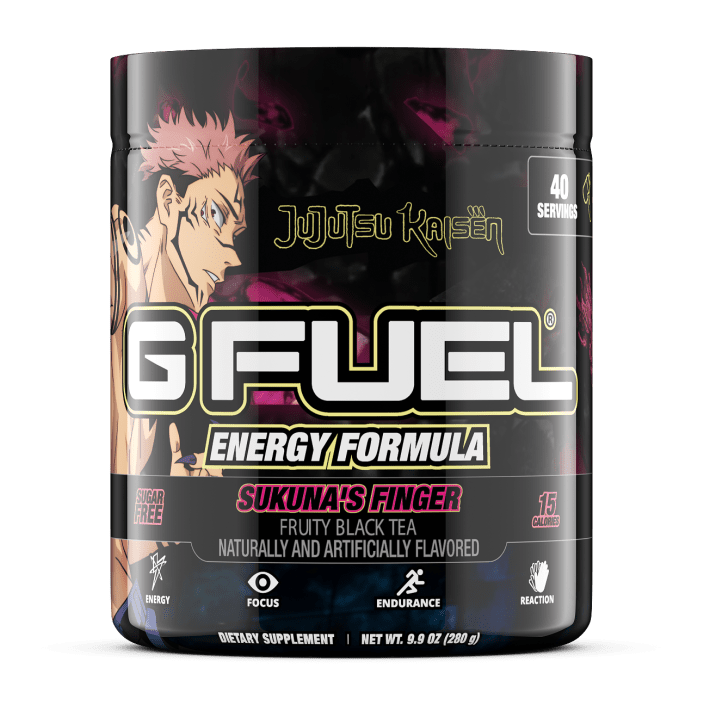 40
SERVINGS
JUJUTSU KAISEN
G FUEL®
ENERGY FORMULA
SUGAR
FREE
SUKUNA'S FINGER
FRUITY BLACK TEA
NATURALLY AND ARTIFICIALLY FLAVORED
15
CALORIES
ENERGY
FOCUS
ENDURANCE
REACTION
DIETARY SUPPLEMENT | NET WT. 9.9 OZ (280 g)